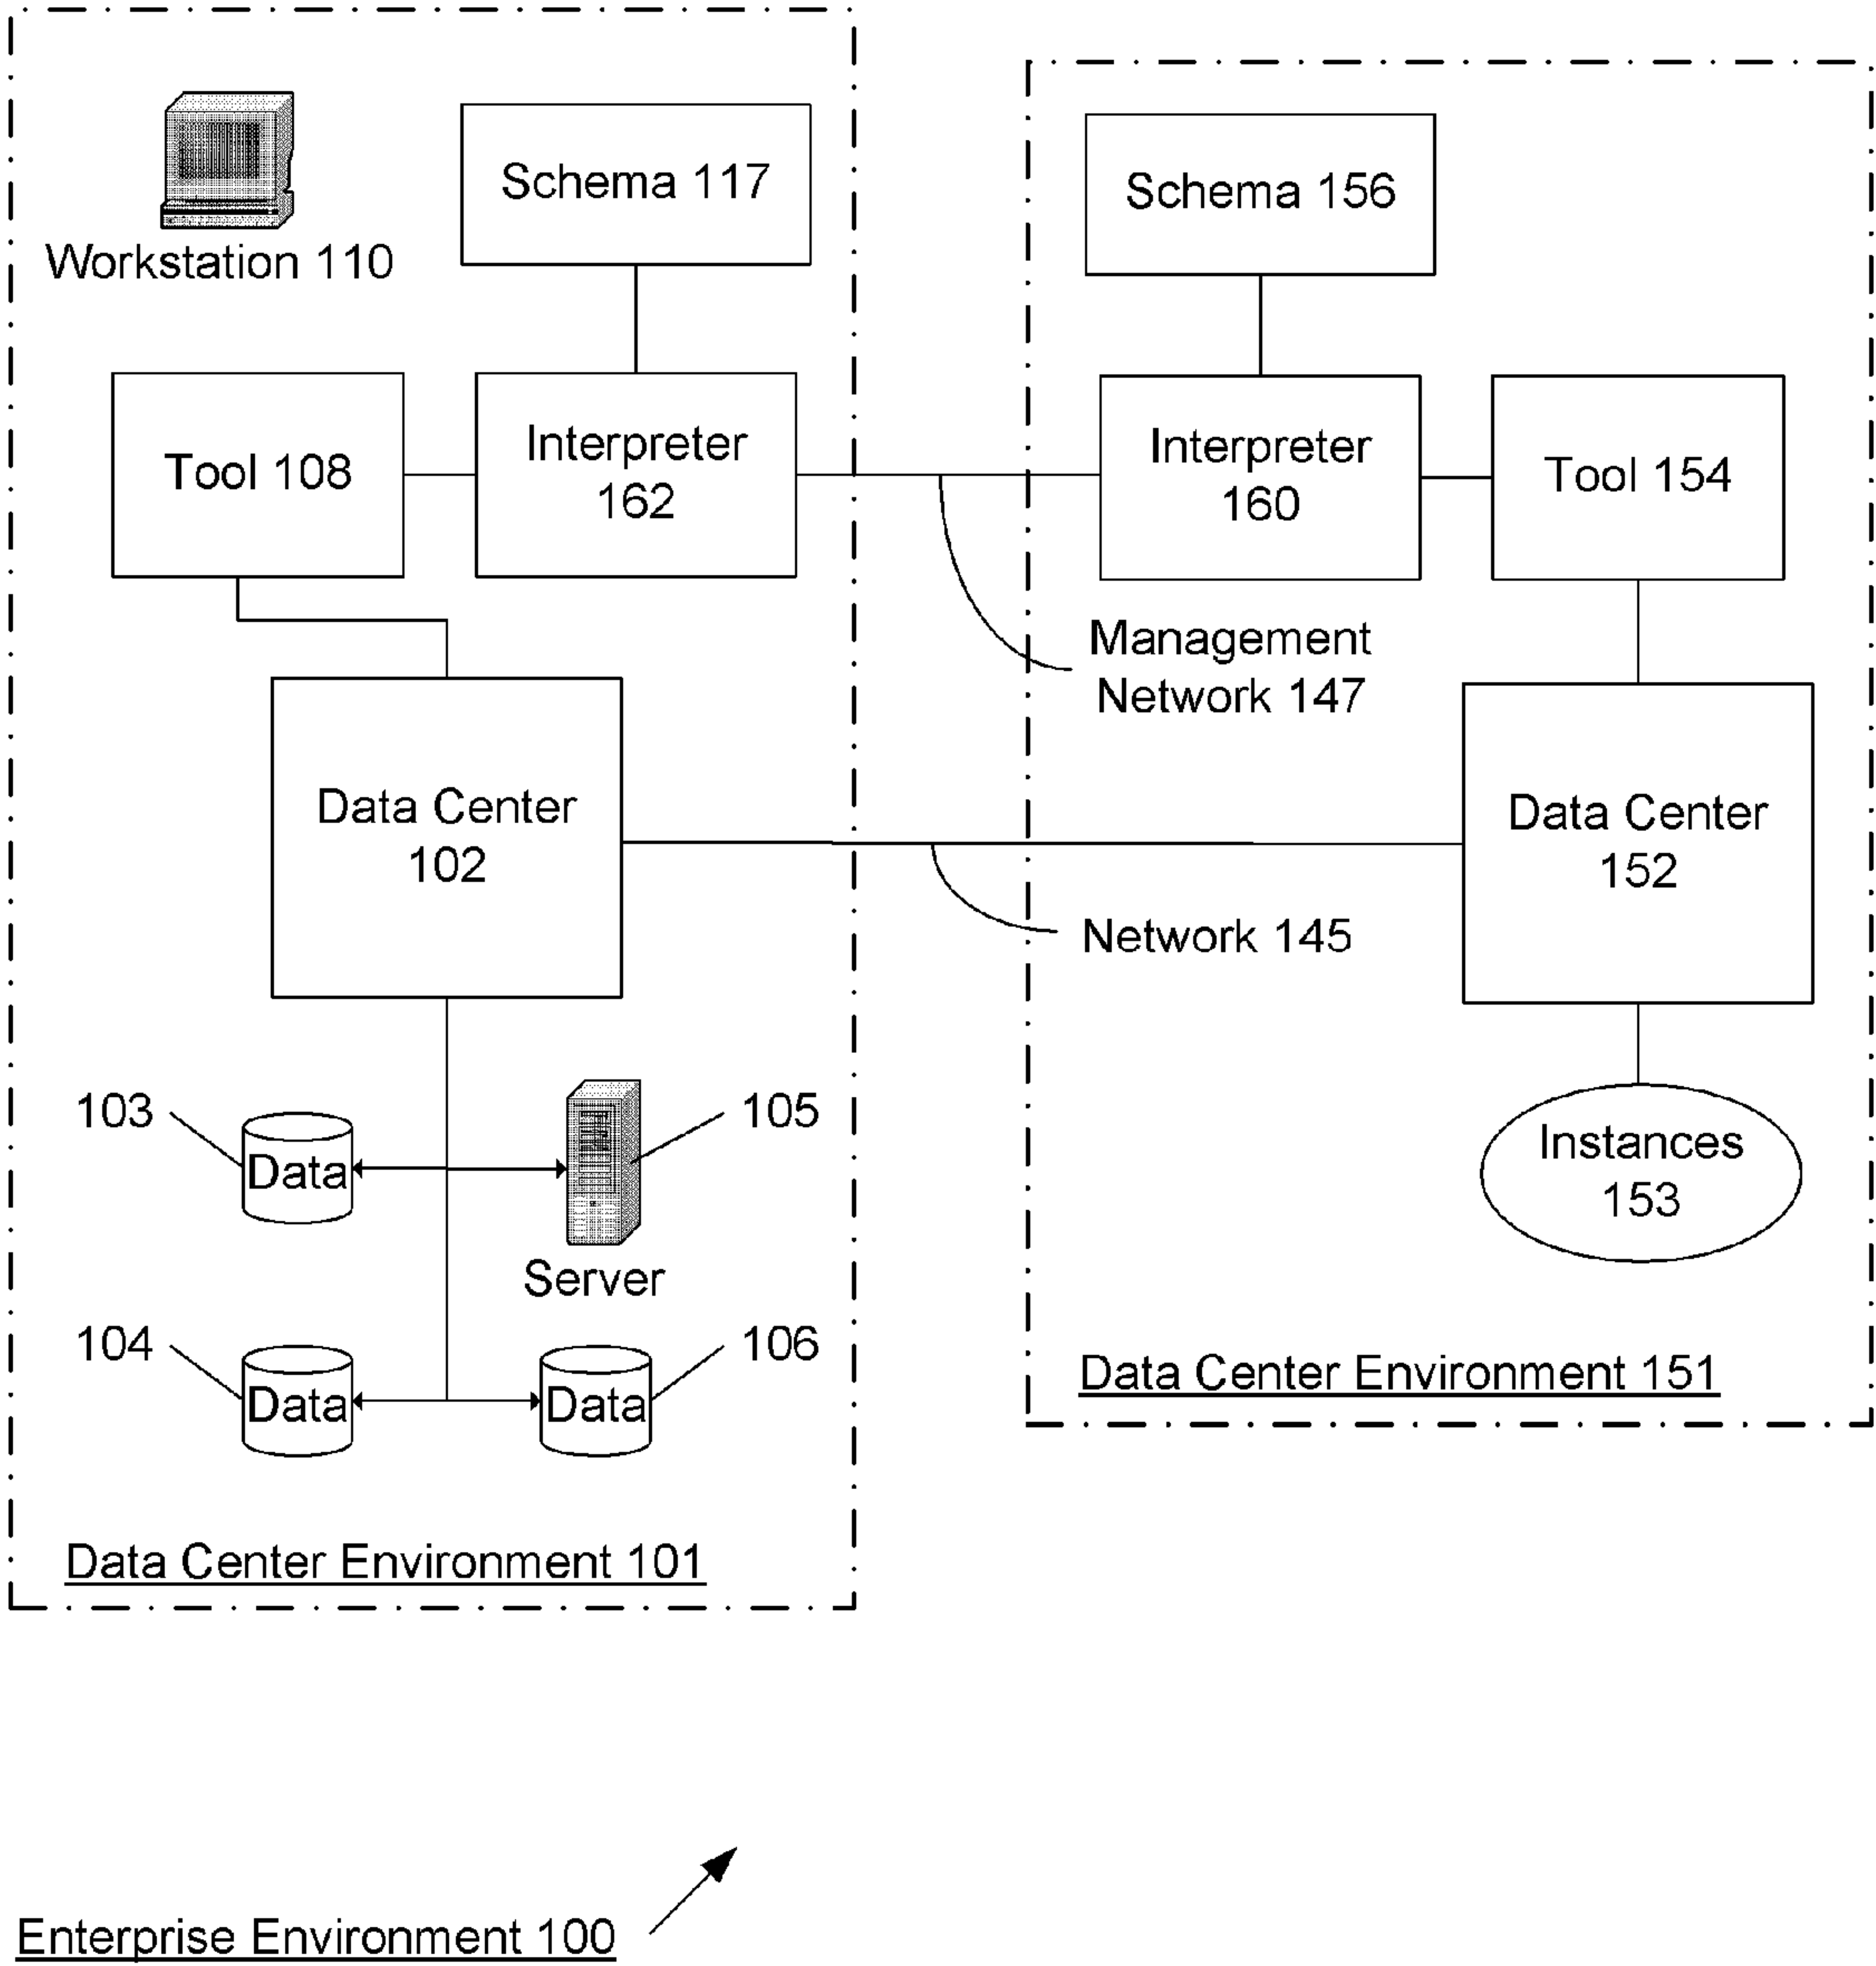 Workstation 110
Schema 117
Tool 108
Interpreter
162
Data Center
102
103
Data
105
Server
104
Data
106
Data
Data Center Environment 101
Schema 156
Interpreter
160
Tool 154
Management
Network 147
Data Center
152
Network 145
Instances
153
Data Center Environment 151
Enterprise Environment 100